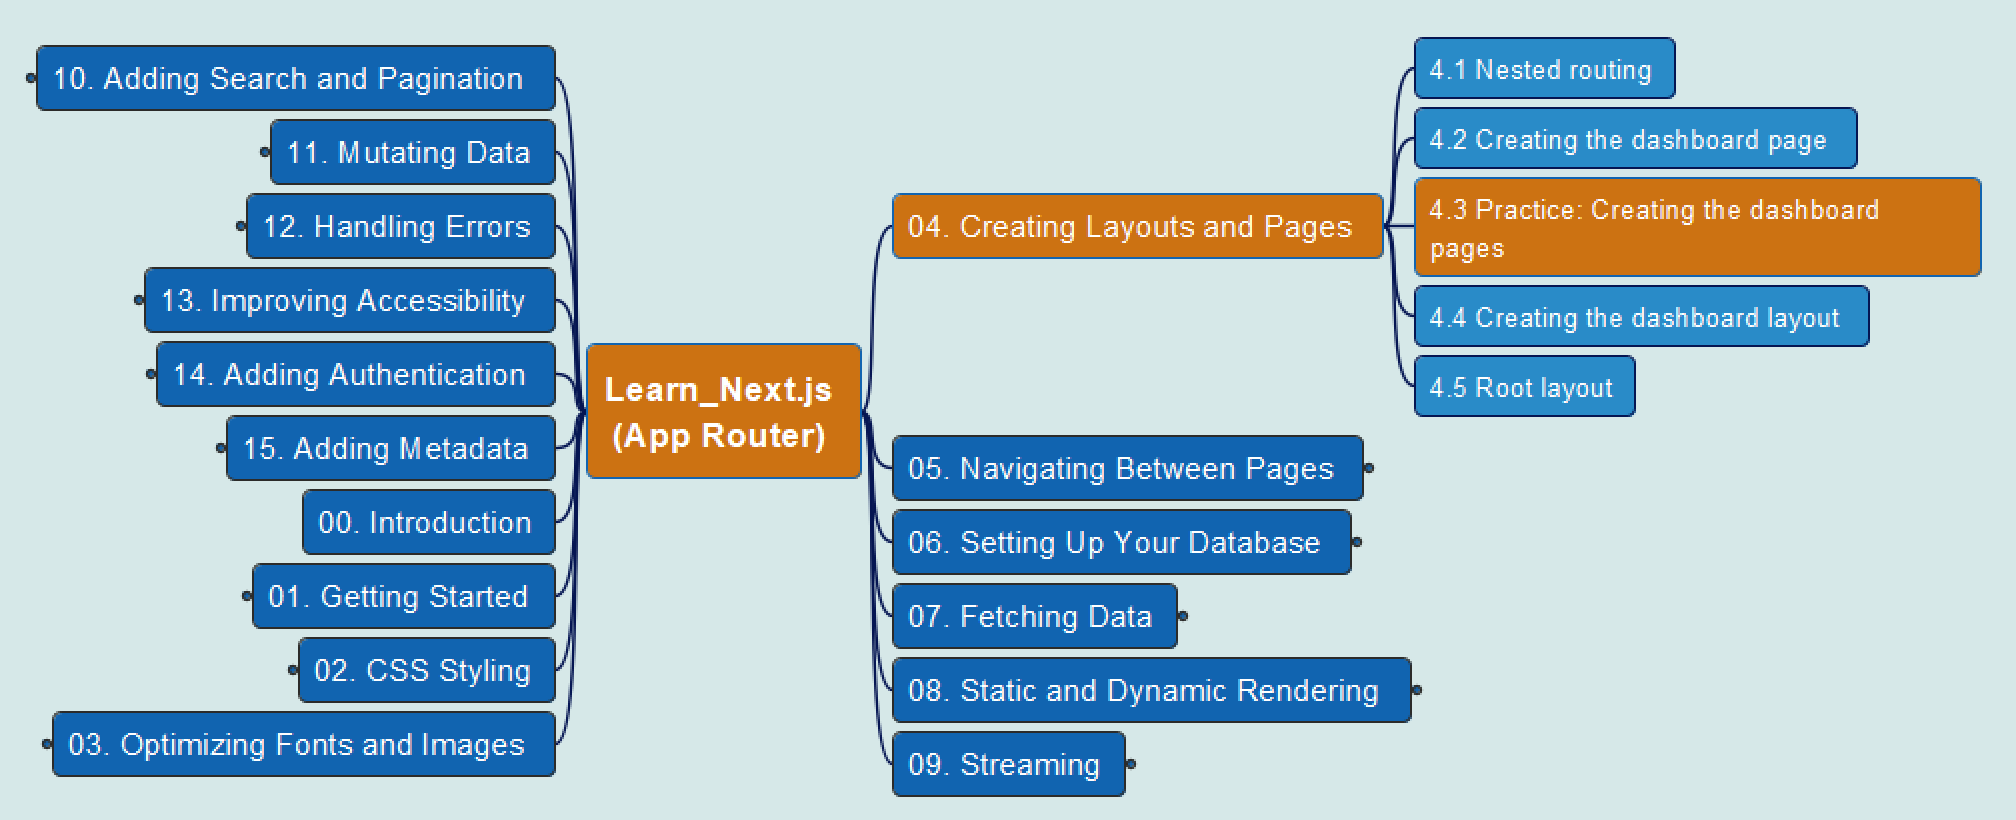 10. Adding Search and Pagination
11. Mutating Data
12. Handling Errors
13. Improving Accessibility
14. Adding Authentication
15. Adding Metadata
00. Introduction
01. Getting Started
02. CSS Styling
03. Optimizing Fonts and Images
Learn_Next.js
(App Router)
04. Creating Layouts and Pages
4.1 Nested routing
4.2 Creating the dashboard page
4.3 Practice: Creating the dashboard
pages
4.4 Creating the dashboard layout
4.5 Root layout
05. Navigating Between Pages
06. Setting Up Your Database
07. Fetching Data
08. Static and Dynamic Rendering
09. Streaming